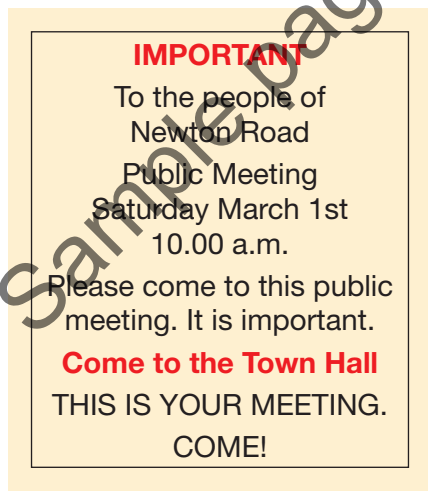 IMPORTANT
To the people of
Newton Road
Public Meeting
Saturday March 1st
10.00 a.m.
Please come to this public
meeting. It is important.
Come to the Town Hall
THIS IS YOUR MEETING.
COME!
Sample pag